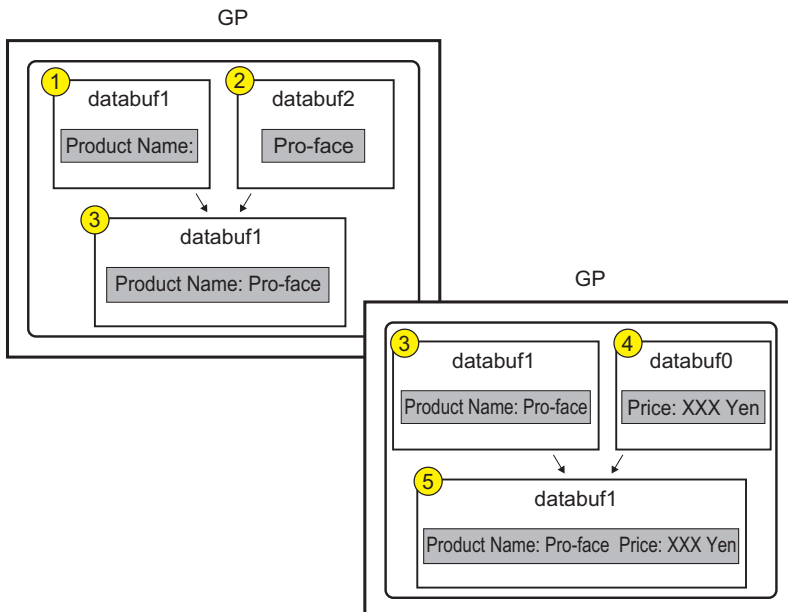 GP
1
databuf1
Product Name:
2
databuf2
Pro-face
3
databuf1
Product Name: Pro-face
GP
3
databuf1
Product Name: Pro-face
4
databuf0
Price: XXX Yen
5
databuf1
Product Name: Pro-face  Price: XXX Yen